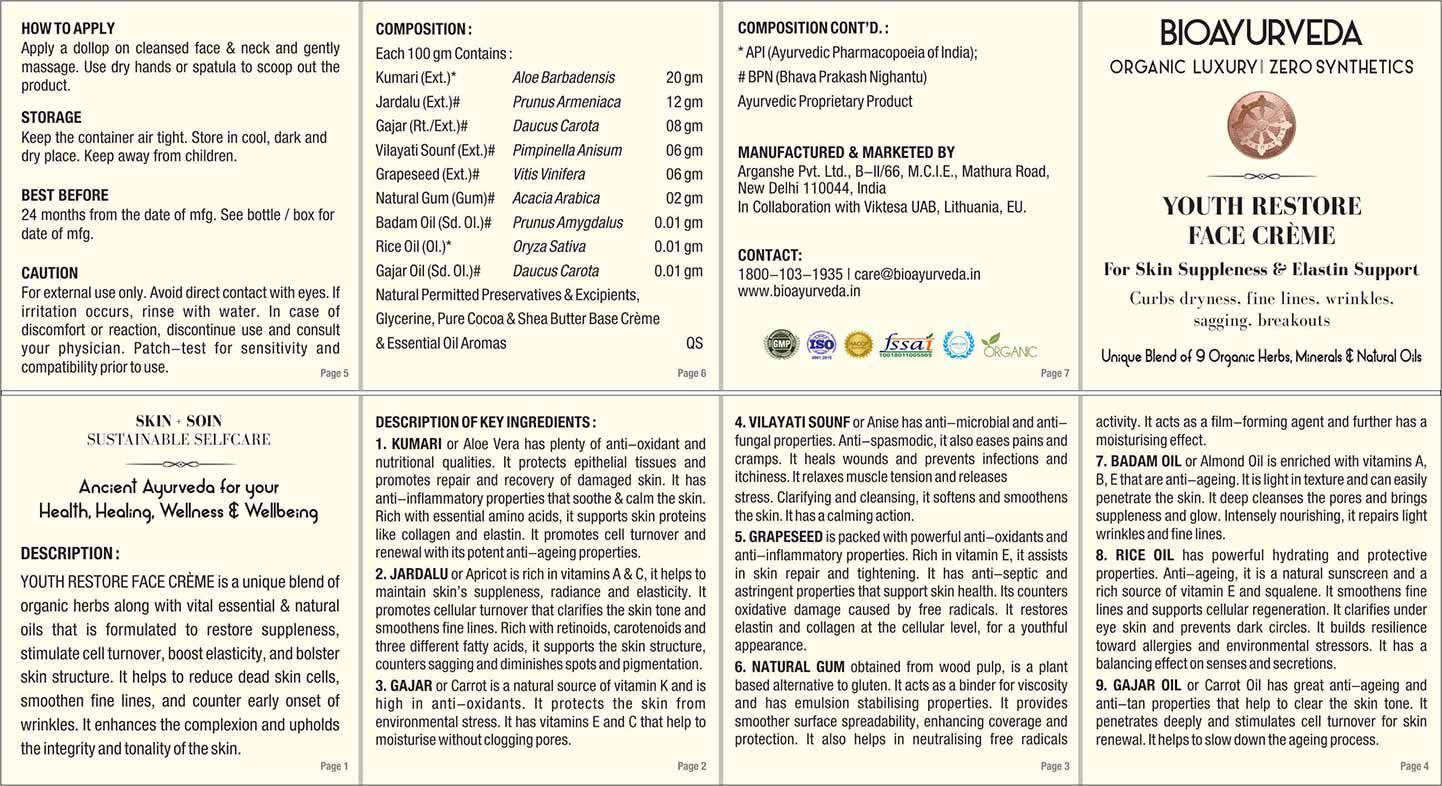 HOW TO APPLY
Apply a dollop on cleansed face & neck and gently
massage. Use dry hands or spatula to scoop out the
product.
STORAGE
Keep the container air tight. Store in cool, dark and
dry place. Keep away from children.
BEST BEFORE
24 months from the date of mfg. See bottle / box for
date of mfg.
CAUTION
For external use only. Avoid direct contact with eyes. If
irritation occurs, rinse with water. In case of
discomfort or reaction, discontinue use and consult
your physician. Patch–test for sensitivity and
compatibility prior to use.
Page 5
COMPOSITION :
Each 100 gm Contains :
Kumari (Ext.)* Aloe Barbadensis 20 gm
Jardalu (Ext.)# Prunus Armeniaca 12 gm
Gajar (Rt./Ext.)# Daucus Carota 08 gm
Vilayati Sounf (Ext.)# Pimpinella Anisum 06 gm
Grapeseed (Ext.)# Vitis Vinifera 06 gm
Natural Gum (Gum)# Acacia Arabica 02 gm
Badam Oil (Sd. Ol.)# Prunus Amygdalus 0.01 gm
Rice Oil (Ol.)* Oryza Sativa 0.01 gm
Gajar Oil (Sd. Ol.)# Daucus Carota 0.01 gm
Natural Permitted Preservatives & Excipients,
Glycerine, Pure Cocoa & Shea Butter Base Crème
& Essential Oil Aromas QS
Page 6
COMPOSITION CONT'D. :
* API (Ayurvedic Pharmacopoeia of India);
# BPN (Bhava Prakash Nighantu)
Ayurvedic Proprietary Product
MANUFACTURED & MARKETED BY
Arganshe Pvt. Ltd., B–II/66, M.C.I.E., Mathura Road,
New Delhi 110044, India
In Collaboration with Viktesa UAB, Lithuania, EU.
CONTACT:
1800–103–1935 | care@bioayurveda.in
www.bioayurveda.in
GMP
ISO
9001:2015
HACCP
fssai
10018011005505
ORGANIC
Page 7
BIOAYURVEDA
ORGANIC LUXURY | ZERO SYNTHETICS
YOUTH RESTORE
FACE CRÈME
For Skin Suppleness & Elastin Support
Curbs dryness, fine lines, wrinkles,
sagging, breakouts
Unique Blend of 9 Organic Herbs, Minerals & Natural Oils
SKIN + SOIN
SUSTAINABLE SELFCARE
Ancient Ayurveda for your
Health, Healing, Wellness & Wellbeing
DESCRIPTION :
YOUTH RESTORE FACE CRÈME is a unique blend of
organic herbs along with vital essential & natural
oils that is formulated to restore suppleness,
stimulate cell turnover, boost elasticity, and bolster
skin structure. It helps to reduce dead skin cells,
smoothen fine lines, and counter early onset of
wrinkles. It enhances the complexion and upholds
the integrity and tonality of the skin.
Page 1
DESCRIPTION OF KEY INGREDIENTS :
1. KUMARI or Aloe Vera has plenty of anti–oxidant and
nutritional qualities. It protects epithelial tissues and
promotes repair and recovery of damaged skin. It has
anti–inflammatory properties that soothe & calm the skin.
Rich with essential amino acids, it supports skin proteins
like collagen and elastin. It promotes cell turnover and
renewal with its potent anti–ageing properties.
2. JARDALU or Apricot is rich in vitamins A & C, it helps to
maintain skin's suppleness, radiance and elasticity. It
promotes cellular turnover that clarifies the skin tone and
smoothens fine lines. Rich with retinoids, carotenoids and
three different fatty acids, it supports the skin structure,
counters sagging and diminishes spots and pigmentation.
3. GAJAR or Carrot is a natural source of vitamin K and is
high in anti–oxidants. It protects the skin from
environmental stress. It has vitamins E and C that help to
moisturise without clogging pores.
Page 2
4. VILAYATI SOUNF or Anise has anti–microbial and anti–
fungal properties. Anti–spasmodic, it also eases pains and
cramps. It heals wounds and prevents infections and
itchiness. It relaxes muscle tension and releases
stress. Clarifying and cleansing, it softens and smoothens
the skin. It has a calming action.
5. GRAPESEED is packed with powerful anti–oxidants and
anti–inflammatory properties. Rich in vitamin E, it assists
in skin repair and tightening. It has anti–septic and
astringent properties that support skin health. Its counters
oxidative damage caused by free radicals. It restores
elastin and collagen at the cellular level, for a youthful
appearance.
6. NATURAL GUM obtained from wood pulp, is a plant
based alternative to gluten. It acts as a binder for viscosity
and has emulsion stabilising properties. It provides
smoother surface spreadability, enhancing coverage and
protection. It also helps in neutralising free radicals
Page 3
activity. It acts as a film–forming agent and further has a
moisturising effect.
7. BADAM OIL or Almond Oil is enriched with vitamins A,
B, E that are anti–ageing. It is light in texture and can easily
penetrate the skin. It deep cleanses the pores and brings
suppleness and glow. Intensely nourishing, it repairs light
wrinkles and fine lines.
8. RICE OIL has powerful hydrating and protective
properties. Anti–ageing, it is a natural sunscreen and a
rich source of vitamin E and squalene. It smoothens fine
lines and supports cellular regeneration. It clarifies under
eye skin and prevents dark circles. It builds resilience
toward allergies and environmental stressors. It has a
balancing effect on senses and secretions.
9. GAJAR OIL or Carrot Oil has great anti–ageing and
anti–tan properties that help to clear the skin tone. It
penetrates deeply and stimulates cell turnover for skin
renewal. It helps to slow down the ageing process.
Page 4